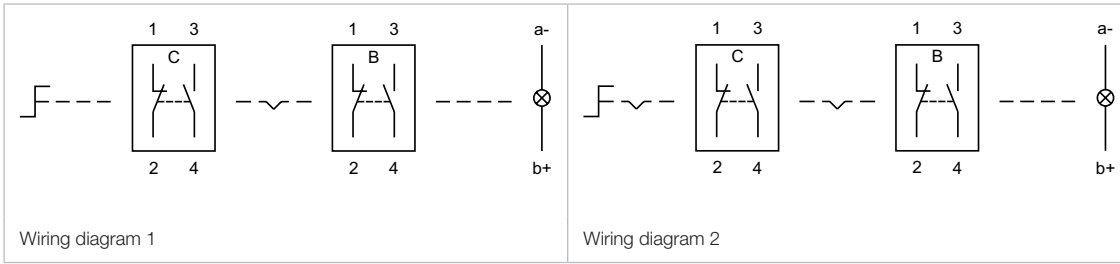 1 3 1 3 a-
C B
2 4 2 4 b+
Wiring diagram 1
1 3 1 3 a-
C B
2 4 2 4 b+
Wiring diagram 2